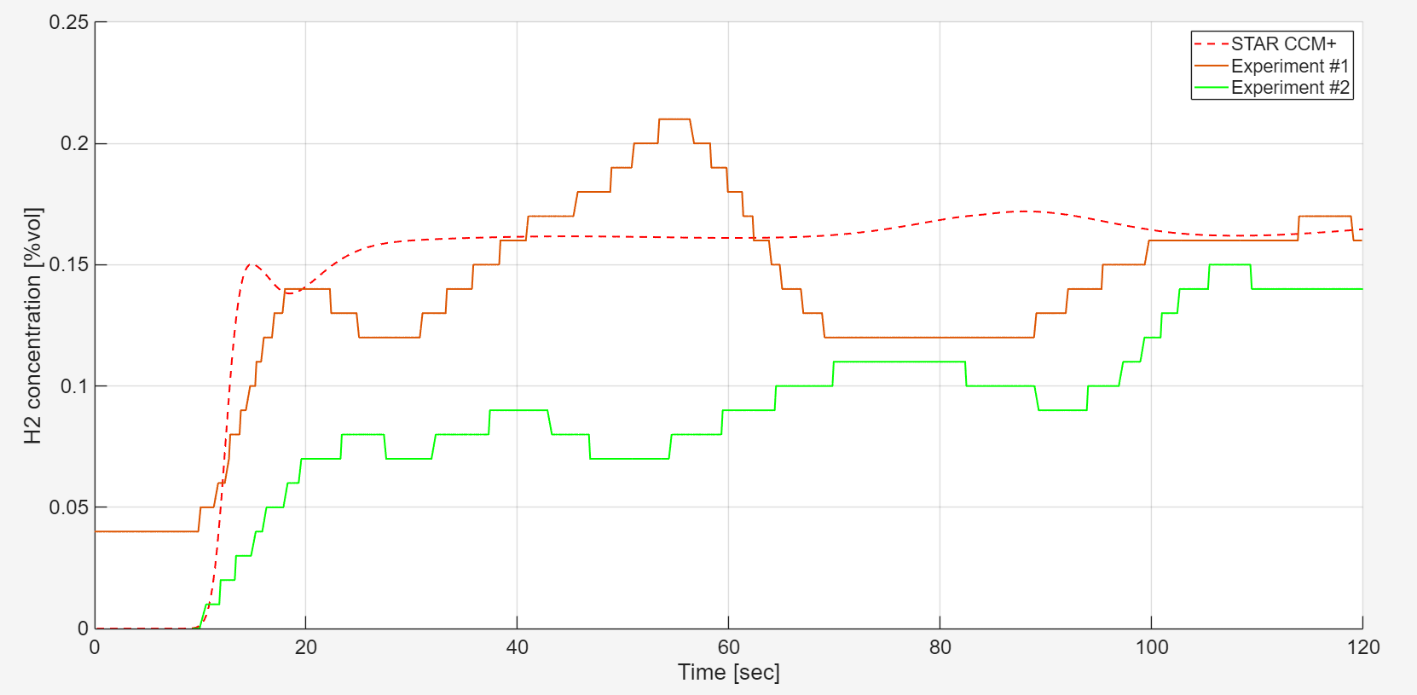 0.25
0.2
0.15
0.1
0.05
0
H2 concentration [%vol]
STAR CCM+
Experiment #1
Experiment #2
0 20 40 60 80 100 120
Time [sec]